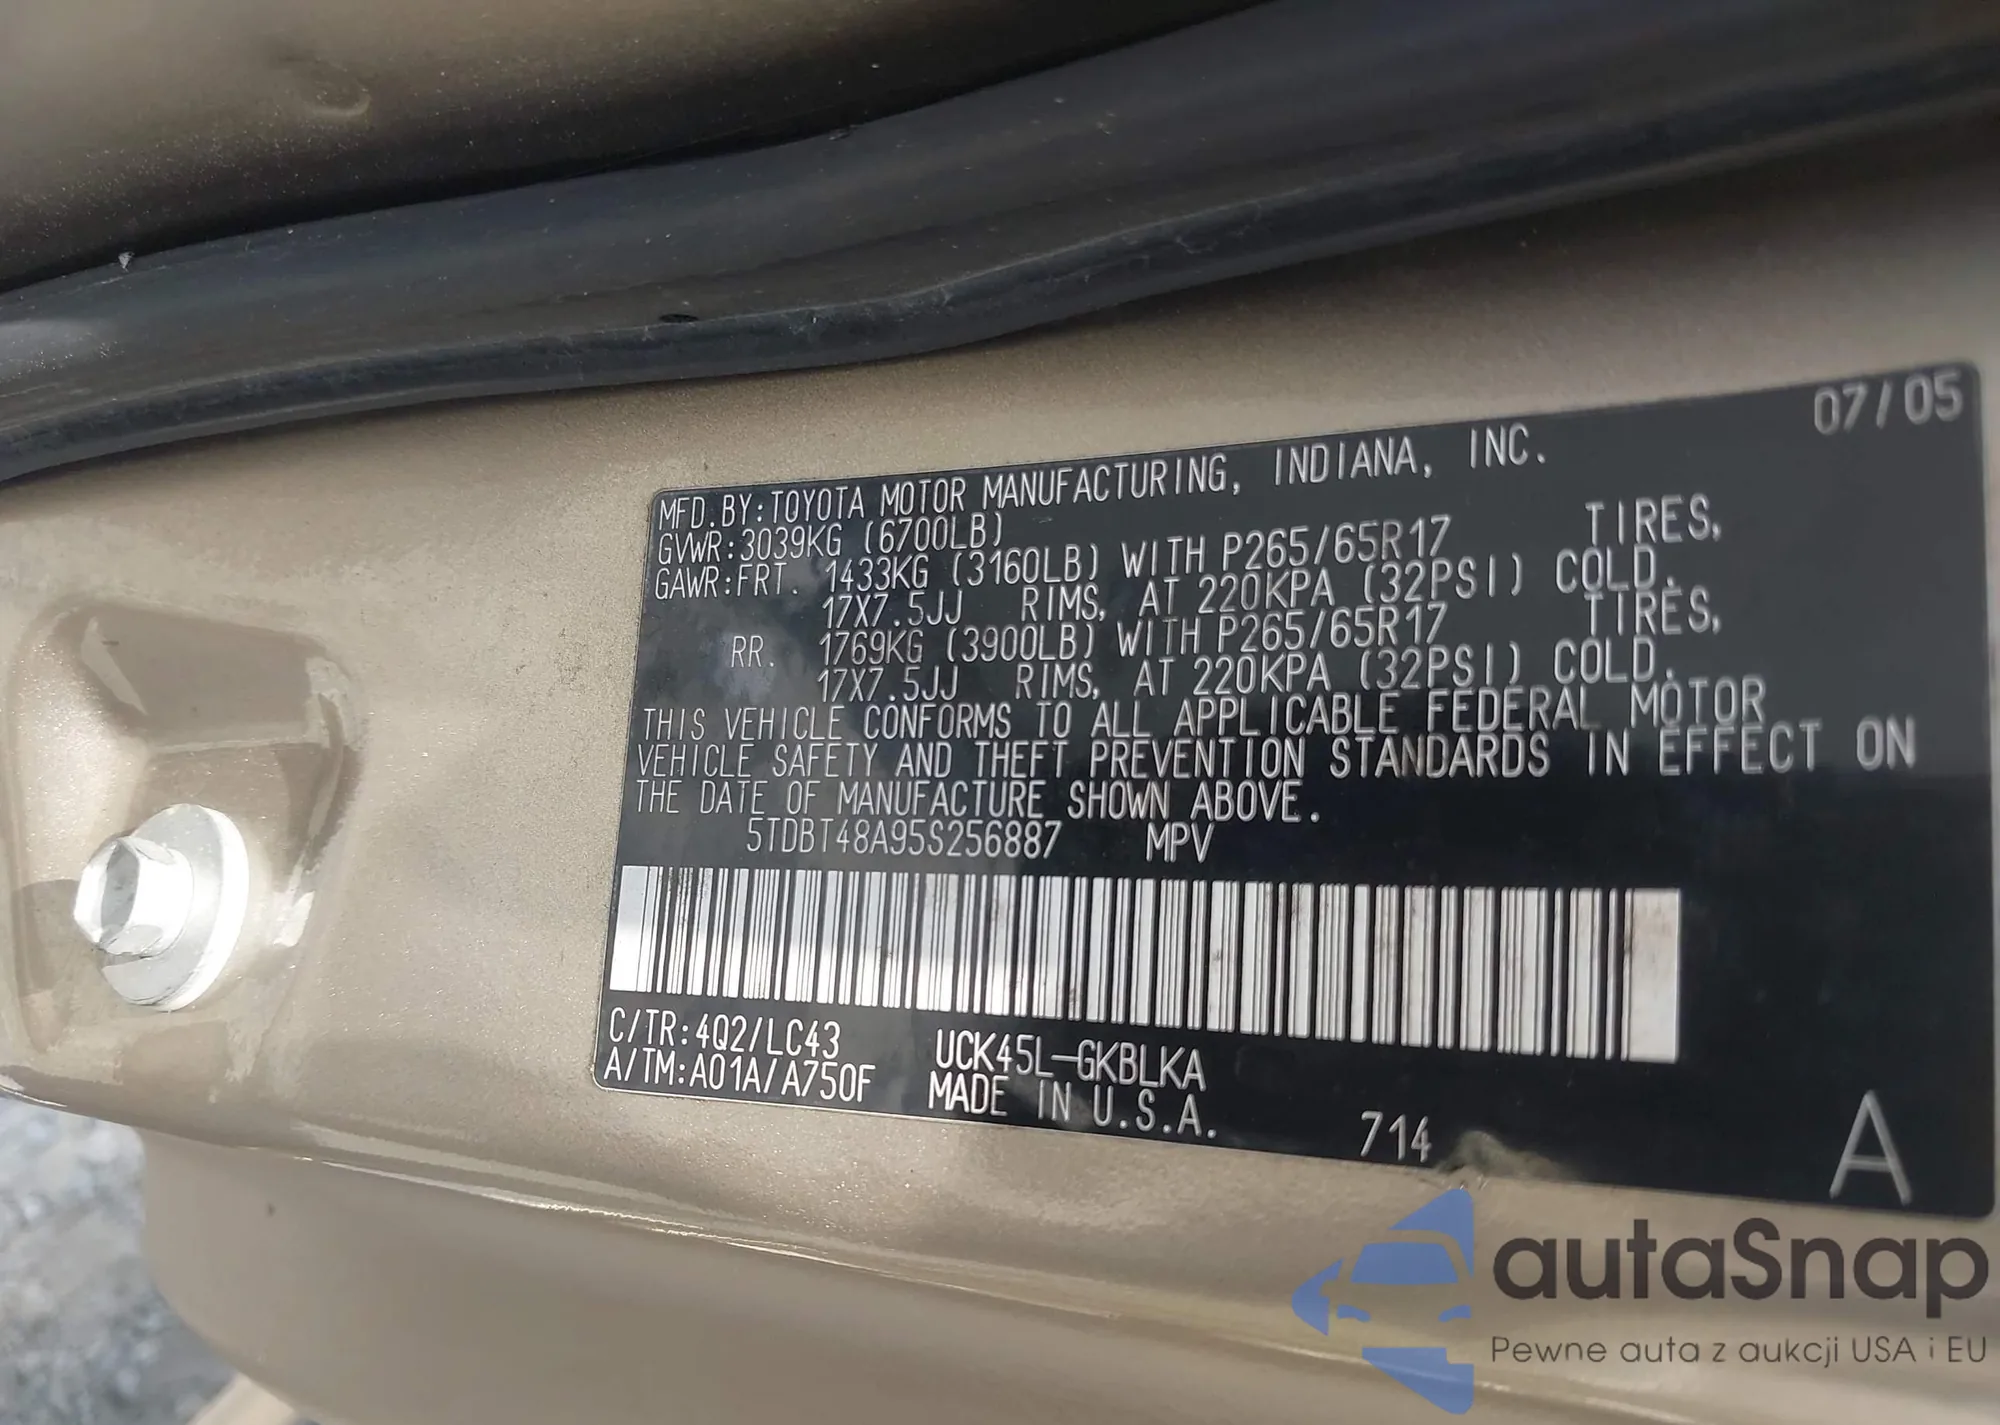 07/05
MFD.BY:TOYOTA MOTOR MANUFACTURING, INDIANA, INC.
GVWR:3039KG (6700LB)
GAWR:FRT. 1433KG (3160LB) WITH P265/65R17 TIRES,
17X7.5JJ RIMS, AT 220KPA (32PSI) COLD.
RR. 1769KG (3900LB) WITH P265/65R17 TIRES,
17X7.5JJ RIMS, AT 220KPA (32PSI) COLD.
THIS VEHICLE CONFORMS TO ALL APPLICABLE FEDERAL MOTOR
VEHICLE SAFETY AND THEFT PREVENTION STANDARDS IN EFFECT ON
THE DATE OF MANUFACTURE SHOWN ABOVE.
5TDBT48A95S256887 MPV
C/TR:4Q2/LC43 UCK45L-GKBLKA
A/TM:A01A/A750F MADE IN U.S.A.
714 A
autaSnap
Pewne auta z aukcji USA i EU